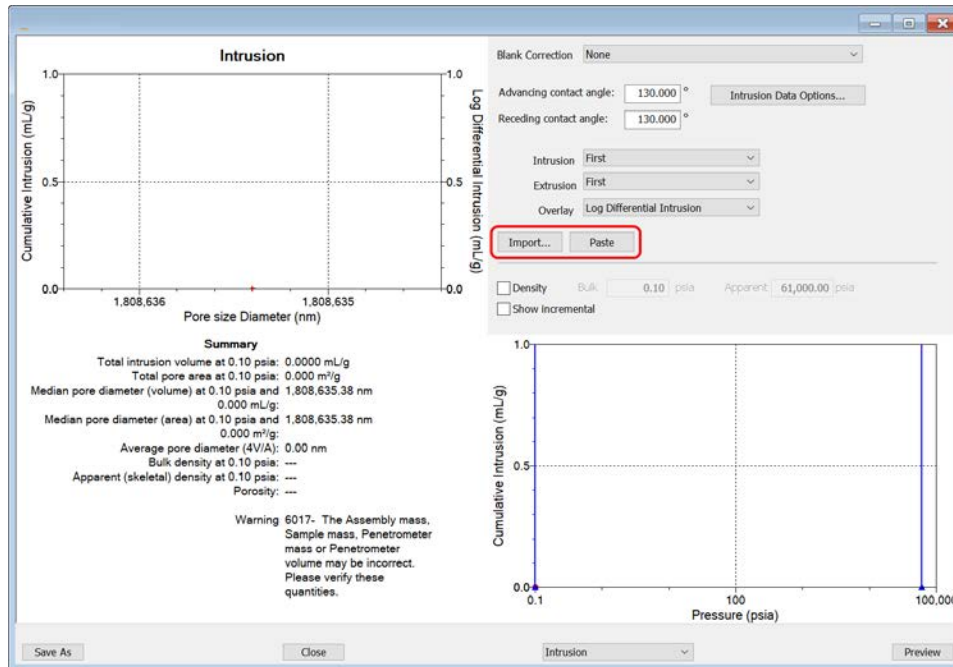 Intrusion
1.0
0.5
0.0
Cumulative Intrusion (mL/g)
1.0
0.5
0.0
Log Differential Intrusion (mL/g)
1,808,636
1,808,635
Pore size Diameter (nm)
Summary
Total intrusion volume at 0.10 psia: 0.0000 mL/g
Total pore area at 0.10 psia: 0.000 m²/g
Median pore diameter (volume) at 0.10 psia and 1,808,635.38 nm
0.000 mL/g:
Median pore diameter (area) at 0.10 psia and 1,808,635.38 nm
0.000 m²/g:
Average pore diameter (4V/A): 0.00 nm
Bulk density at 0.10 psia: ---
Apparent (skeletal) density at 0.10 psia: ---
Porosity: ---
Warning 6017- The Assembly mass,
Sample mass, Penetrometer
mass or Penetrometer
volume may be incorrect.
Please verify these
quantities.
Blank Correction None
Advancing contact angle: 130.000 °
Intrusion Data Options...
Receding contact angle: 130.000 °
Intrusion First
Extrusion First
Overlay Log Differential Intrusion
Import... Paste
Density Bulk 0.10 psia Apparent 61,000.00 psia
Show incremental
1.0
0.5
0.0
Cumulative Intrusion (mL/g)
0.1 100 100,000
Pressure (psia)
Save As Close Intrusion Preview